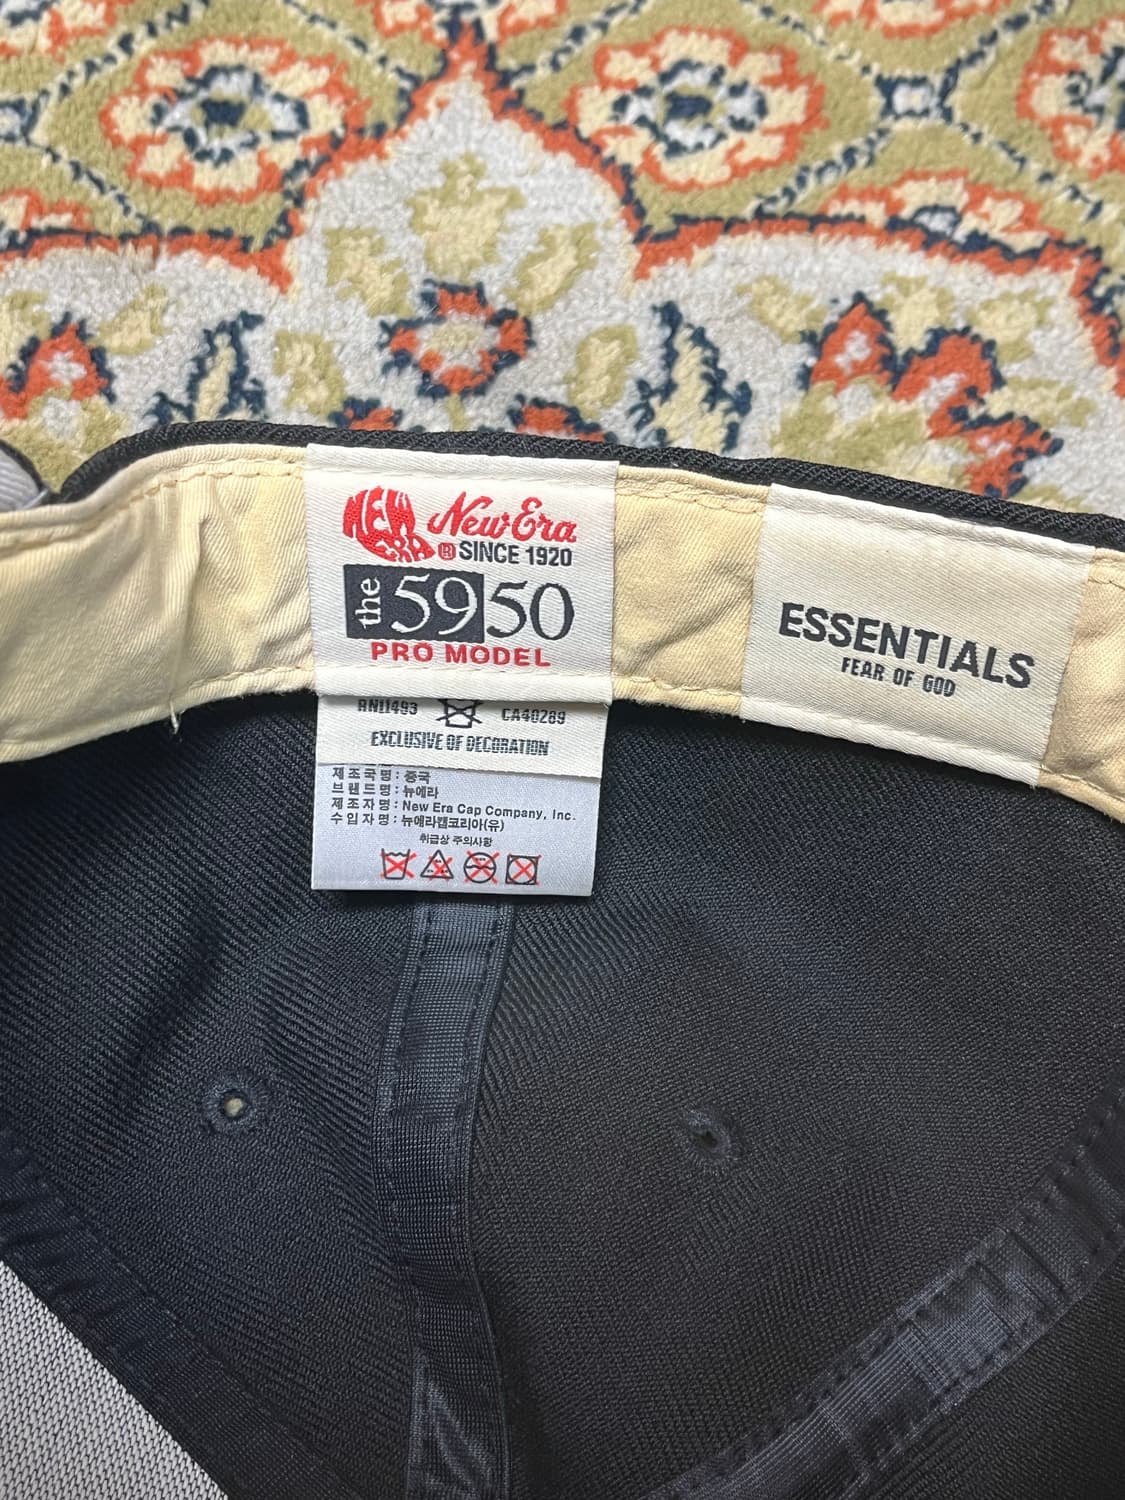 NEW ERA
New Era
® SINCE 1920
the 5950
PRO MODEL
RN11493 CA40289
EXCLUSIVE OF DECORATION
제조국명 : 중국
브랜드명 : 뉴에라
제조자명 : New Era Cap Company, Inc.
수입자명 : 뉴에라캡코리아(유)
취급상 주의사항
ESSENTIALS
FEAR OF GOD